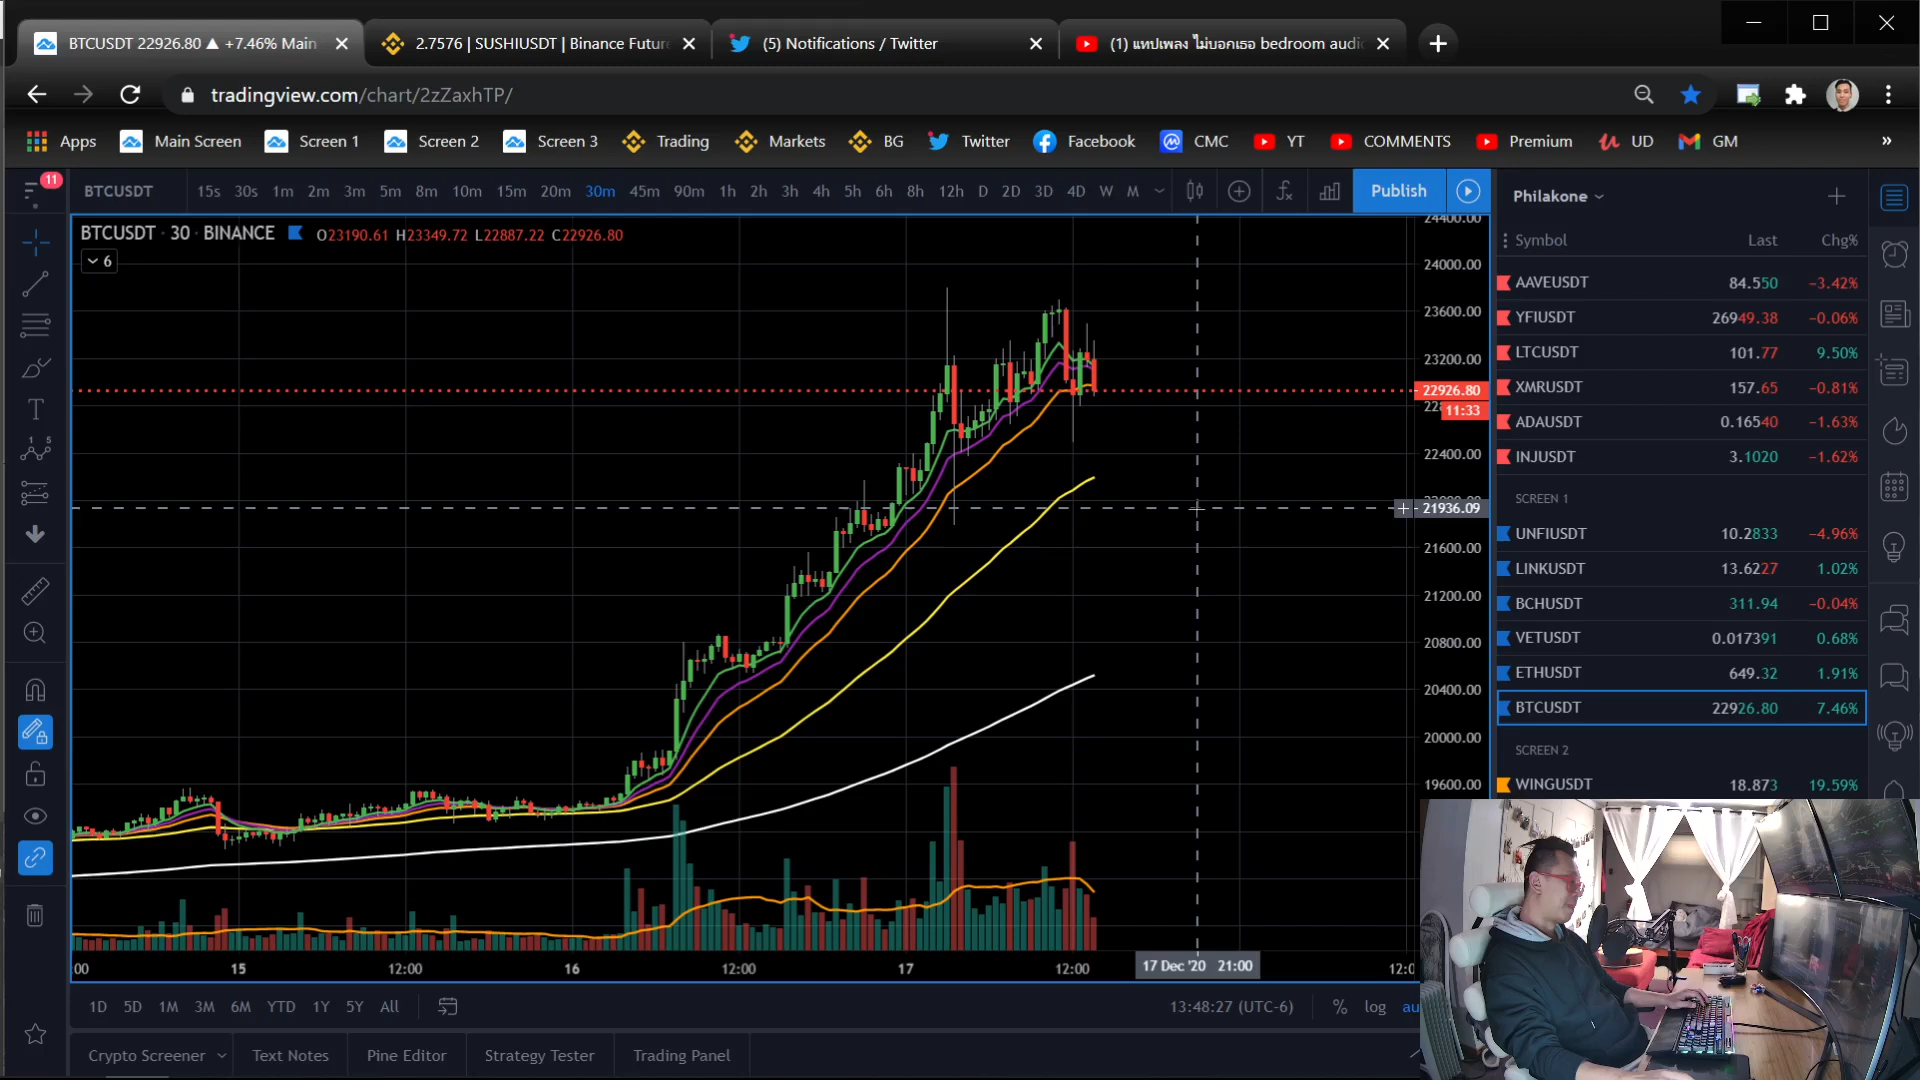 BTCUSDT 22926.80 ▲ +7.46% Main
2.7576 | SUSHIUSDT | Binance Futur
(5) Notifications / Twitter
(1) แทปเพลง ไม่บอกเธอ bedroom audi
tradingview.com/chart/2zZaxhTP/
Apps Main Screen Screen 1 Screen 2 Screen 3 Trading Markets BG Twitter Facebook CMC YT COMMENTS Premium UD GM »
11
BTCUSDT 15s 30s 1m 2m 3m 5m 8m 10m 15m 20m 30m 45m 90m 1h 2h 3h 4h 5h 6h 8h 12h D 2D 3D 4D W M Publish
BTCUSDT · 30 · BINANCE O23190.61 H23349.72 L22887.22 C22926.80
6
24400.00
24000.00
23600.00
23200.00
22926.80
11:33
22400.00
21936.09
21600.00
21200.00
20800.00
20400.00
20000.00
19600.00
:00 15 12:00 16 12:00 17 12:00 17 Dec '20 21:00 12:0
1D 5D 1M 3M 6M YTD 1Y 5Y All
13:48:27 (UTC-6) % log au
Crypto Screener Text Notes Pine Editor Strategy Tester Trading Panel
Philakone
Symbol Last Chg%
AAVEUSDT 84.550 −3.42%
YFIUSDT 26949.38 −0.06%
LTCUSDT 101.77 9.50%
XMRUSDT 157.65 −0.81%
ADAUSDT 0.16540 −1.63%
INJUSDT 3.1020 −1.62%
SCREEN 1
UNFIUSDT 10.2833 −4.96%
LINKUSDT 13.6227 1.02%
BCHUSDT 311.94 −0.04%
VETUSDT 0.017391 0.68%
ETHUSDT 649.32 1.91%
BTCUSDT 22926.80 7.46%
SCREEN 2
WINGUSDT 18.873 19.59%